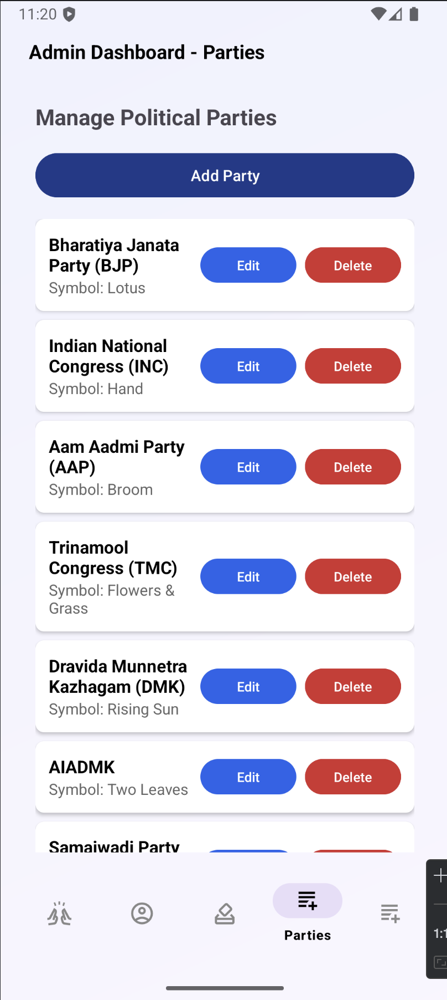 11:20
Admin Dashboard - Parties
Manage Political Parties
Add Party
Bharatiya Janata
Party (BJP)
Symbol: Lotus
Edit
Delete
Indian National
Congress (INC)
Symbol: Hand
Edit
Delete
Aam Aadmi Party
(AAP)
Symbol: Broom
Edit
Delete
Trinamool
Congress (TMC)
Symbol: Flowers &
Grass
Edit
Delete
Dravida Munnetra
Kazhagam (DMK)
Symbol: Rising Sun
Edit
Delete
AIADMK
Symbol: Two Leaves
Edit
Delete
Samajwadi Party
Parties
1:1